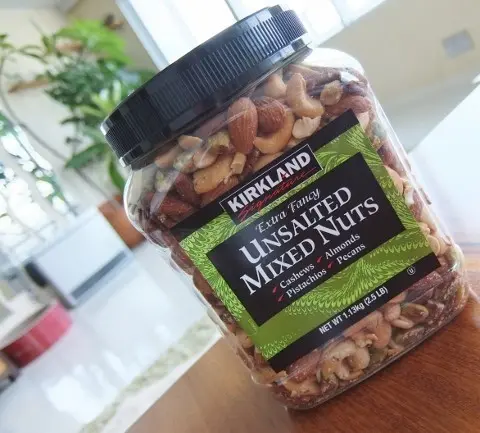 KIRKLAND
Signature
Extra Fancy
UNSALTED
MIXED NUTS
Cashews Almonds
Pistachios Pecans
NET WT 1.13kg (2.5 LB)